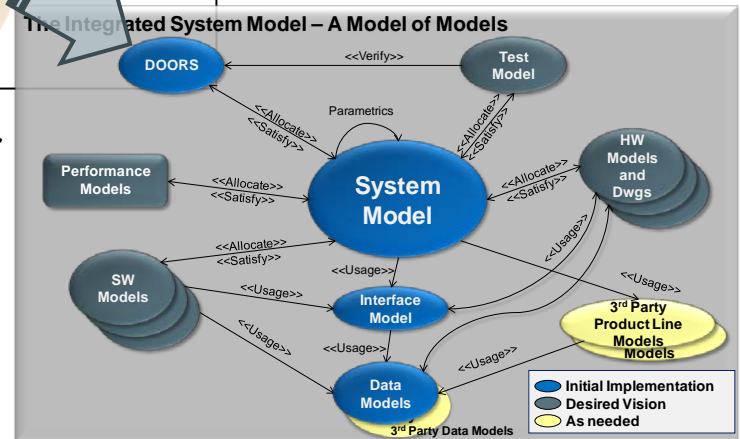 The Integrated System Model – A Model of Models
DOORS
<<Verify>>
Test
Model
Parametrics
<<Allocate>>
<<Satisfy>>
<<Allocate>>
<<Satisfy>>
HW
Models
and
Dwgs
Performance
Models
<<Allocate>>
<<Satisfy>>
System
Model
<<Allocate>>
<<Satisfy>>
<<Allocate>>
<<Satisfy>>
<<Usage>>
<<Usage>>
<<Usage>>
SW
Models
<<Usage>>
Interface
Model
3rd Party
Product Line
Models
Models
<<Usage>>
<<Usage>>
<<Usage>>
Data
Models
3rd Party Data Models
Initial Implementation
Desired Vision
As needed